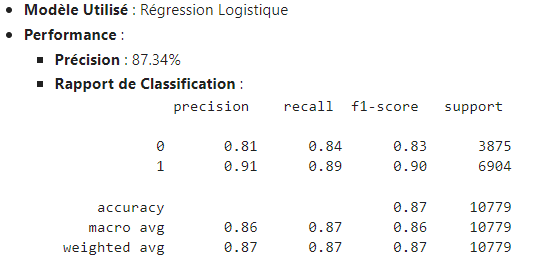 Modèle Utilisé : Régression Logistique
Performance :
Précision : 87.34%
Rapport de Classification :
precision recall f1-score support
0 0.81 0.84 0.83 3875
1 0.91 0.89 0.90 6904
accuracy 0.87 10779
macro avg 0.86 0.87 0.86 10779
weighted avg 0.87 0.87 0.87 10779